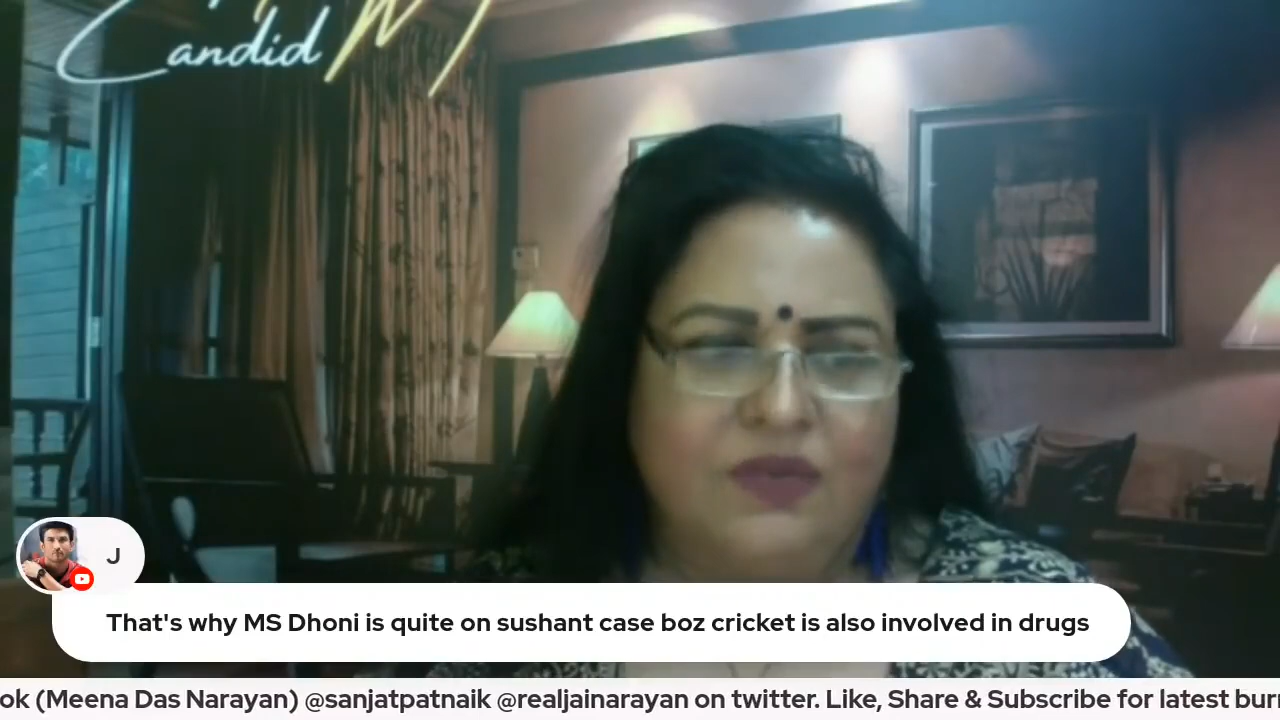 Candid M
J
That's why MS Dhoni is quite on sushant case boz cricket is also involved in drugs
ok (Meena Das Narayan) @sanjatpatnaik @realjainarayan on twitter. Like, Share & Subscribe for latest